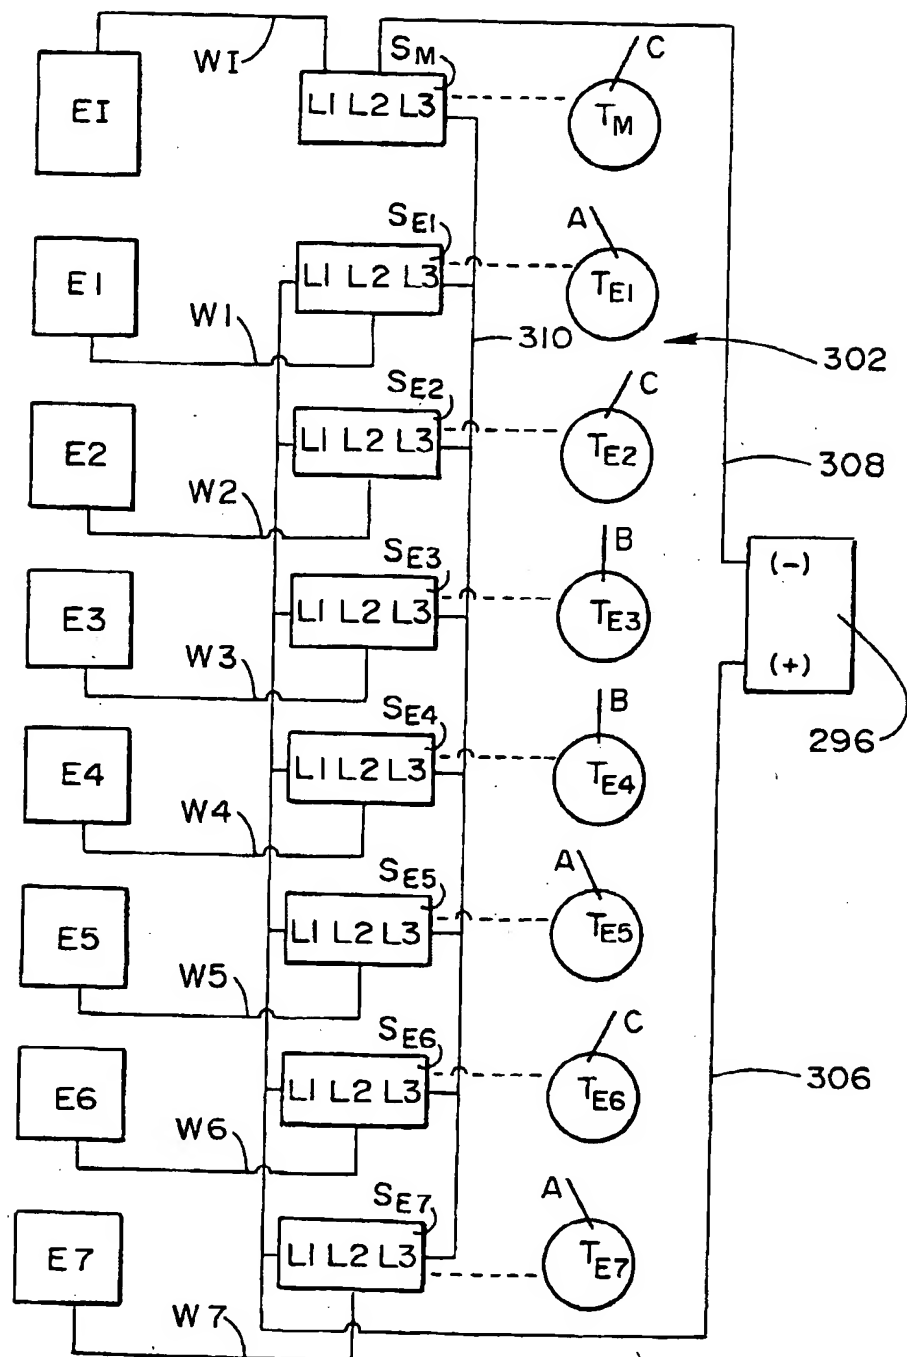 WI
SM
C
EI
L1 L2 L3
TM
SE1
A
E1
L1 L2 L3
TE1
W1
310
302
SE2
C
E2
L1 L2 L3
TE2
308
W2
SE3
B
(-)
E3
L1 L2 L3
TE3
W3
(+)
SE4
B
296
E4
L1 L2 L3
TE4
W4
SE5
A
E5
L1 L2 L3
TE5
W5
SE6
C
E6
L1 L2 L3
TE6
306
W6
SE7
A
E7
L1 L2 L3
TE7
W7